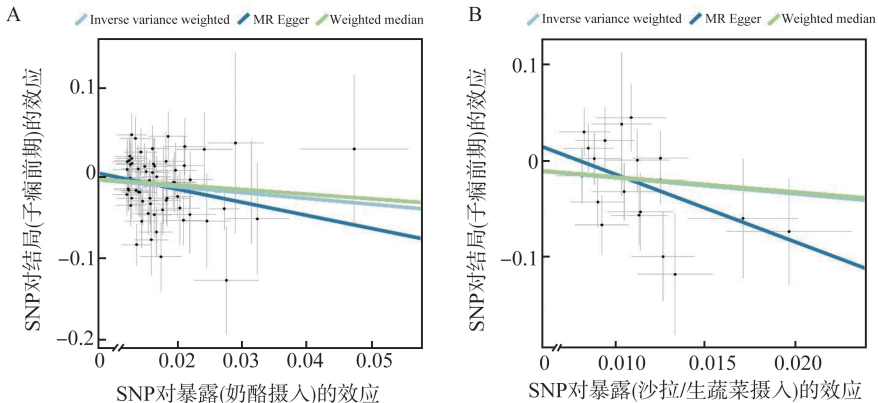 A
Inverse variance weighted MR Egger Weighted median
SNP对结局(子痫前期)的效应
0.1
0
−0.1
−0.2
0 0.02 0.03 0.04 0.05
SNP对暴露(奶酪摄入)的效应
B
Inverse variance weighted MR Egger Weighted median
SNP对结局(子痫前期)的效应
0.1
0
−0.1
0 0.010 0.015 0.020
SNP对暴露(沙拉/生蔬菜摄入)的效应